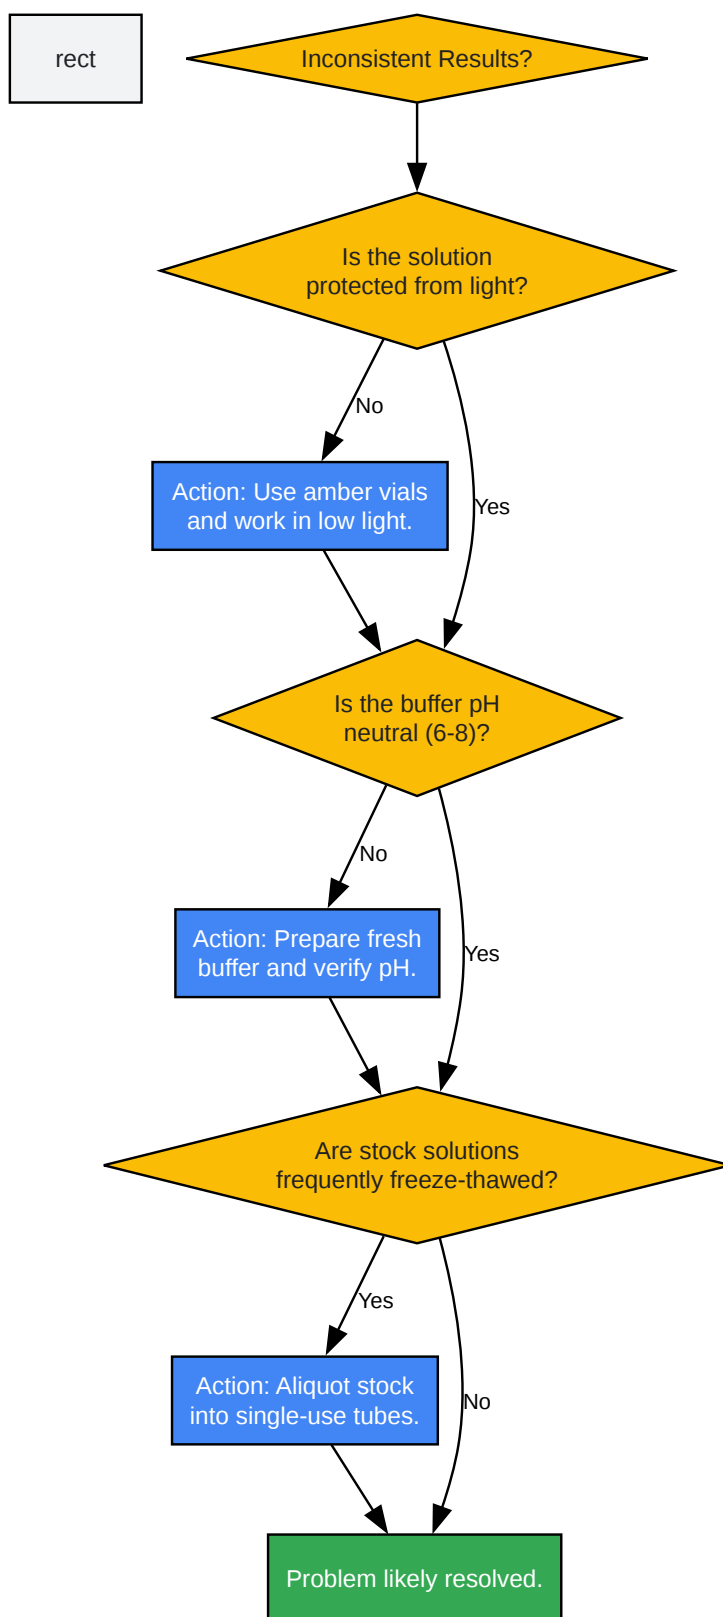 rect
Inconsistent Results?
Is the solution
protected from light?
No
Action: Use amber vials
and work in low light.
Yes
Is the buffer pH
neutral (6-8)?
No
Action: Prepare fresh
buffer and verify pH.
Yes
Are stock solutions
frequently freeze-thawed?
Yes
Action: Aliquot stock
into single-use tubes.
No
Problem likely resolved.